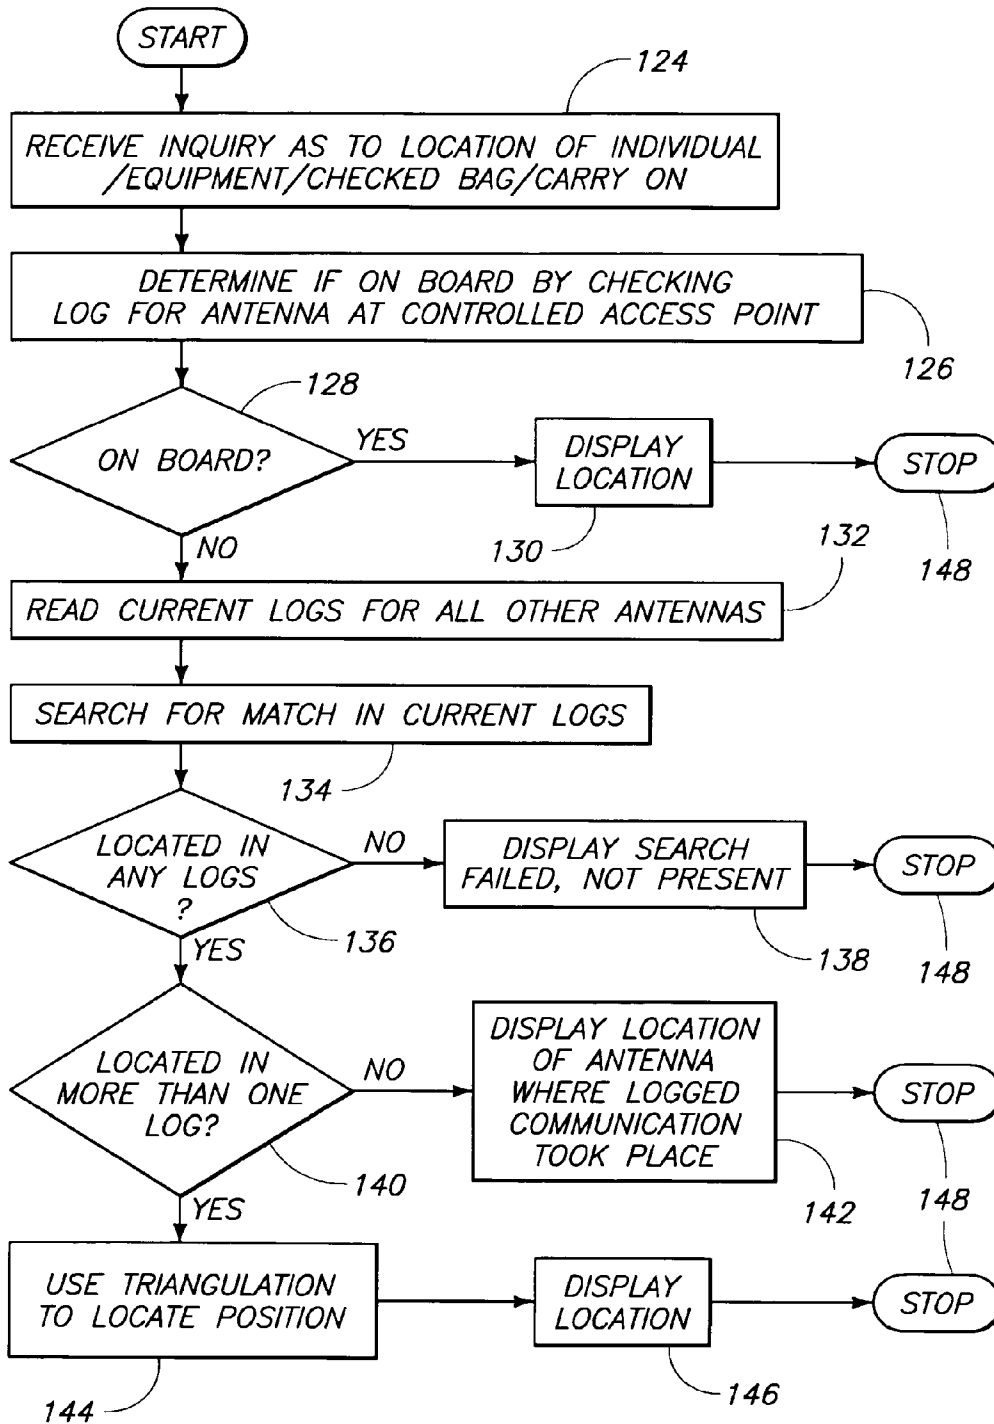 START
124
RECEIVE INQUIRY AS TO LOCATION OF INDIVIDUAL
/EQUIPMENT/CHECKED BAG/CARRY ON
DETERMINE IF ON BOARD BY CHECKING
LOG FOR ANTENNA AT CONTROLLED ACCESS POINT
126
128
ON BOARD?
YES
DISPLAY
LOCATION
STOP
NO
130
132
148
READ CURRENT LOGS FOR ALL OTHER ANTENNAS
SEARCH FOR MATCH IN CURRENT LOGS
134
LOCATED IN
ANY LOGS
?
NO
DISPLAY SEARCH
FAILED, NOT PRESENT
STOP
136
138
148
YES
LOCATED IN
MORE THAN ONE
LOG?
NO
DISPLAY LOCATION
OF ANTENNA
WHERE LOGGED
COMMUNICATION
TOOK PLACE
STOP
140
142
148
YES
USE TRIANGULATION
TO LOCATE POSITION
DISPLAY
LOCATION
STOP
144
146